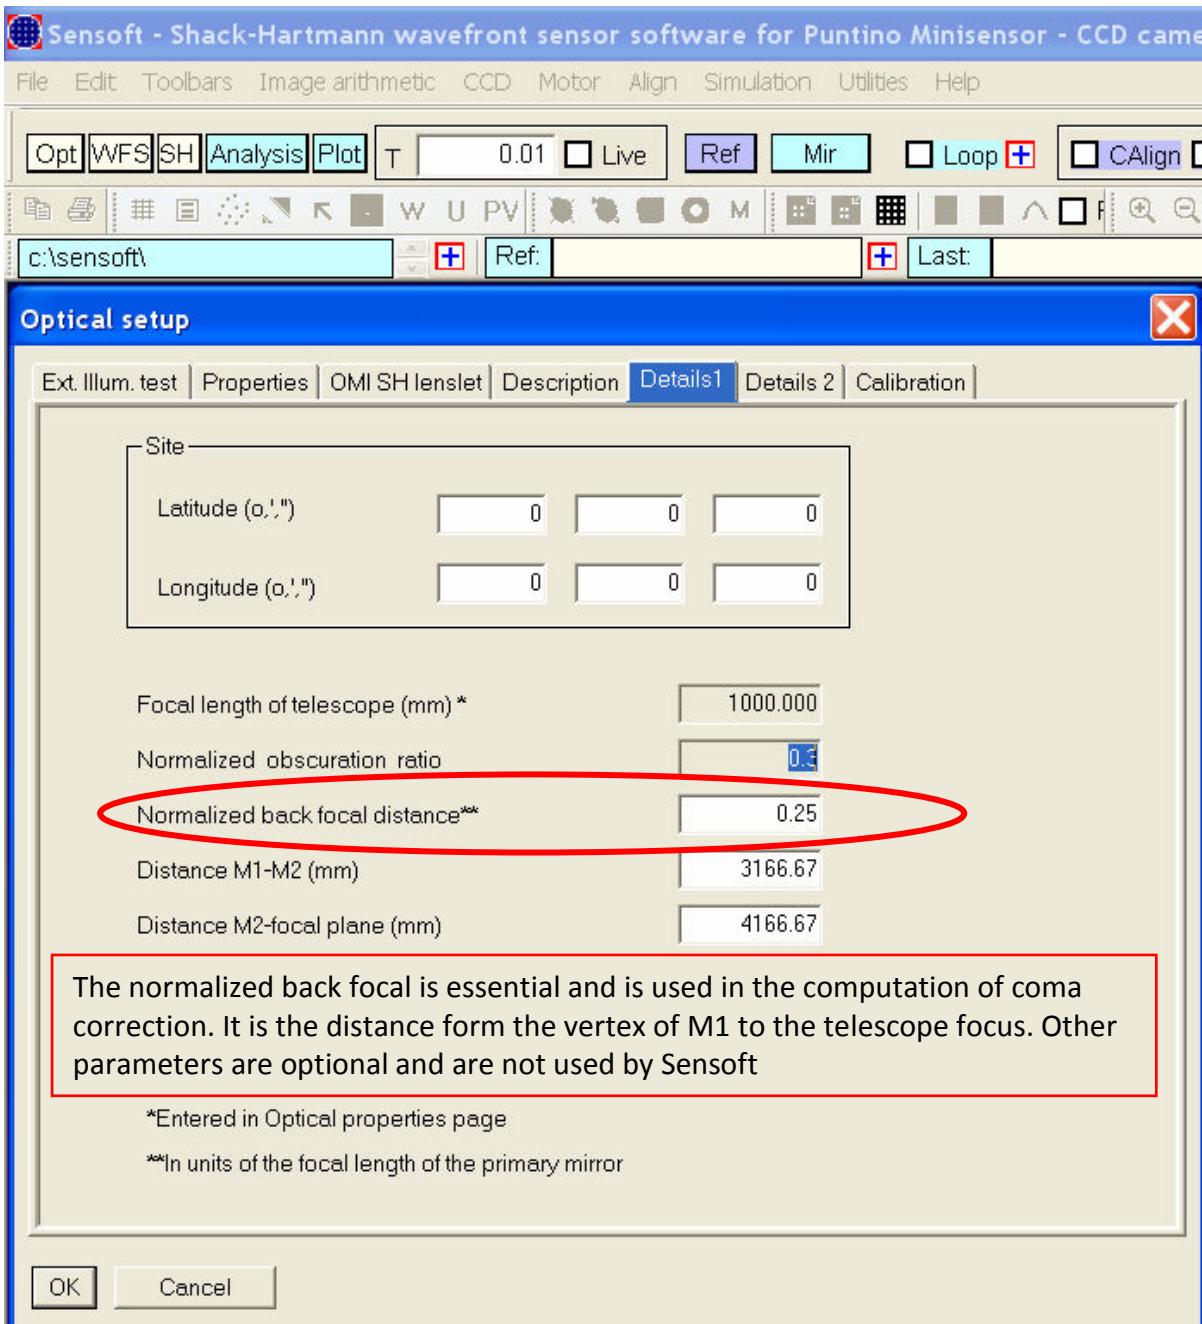 Sensoft - Shack-Hartmann wavefront sensor software for Puntino Minisensor - CCD came
File Edit Toolbars Image arithmetic CCD Motor Align Simulation Utilities Help
Opt WFS SH Analysis Plot T 0.01 Live Ref Mir Loop CAlign
W U PV M F
c:\sensoft\ Ref: Last:
Optical setup
Ext. Illum. test Properties OMI SH lenslet Description Details1 Details 2 Calibration
Site
Latitude (o,',") 0 0 0
Longitude (o,',") 0 0 0
Focal length of telescope (mm) * 1000.000
Normalized obscuration ratio 0.3
Normalized back focal distance** 0.25
Distance M1-M2 (mm) 3166.67
Distance M2-focal plane (mm) 4166.67
The normalized back focal is essential and is used in the computation of coma
correction. It is the distance form the vertex of M1 to the telescope focus. Other
parameters are optional and are not used by Sensoft
*Entered in Optical properties page
**In units of the focal length of the primary mirror
OK Cancel